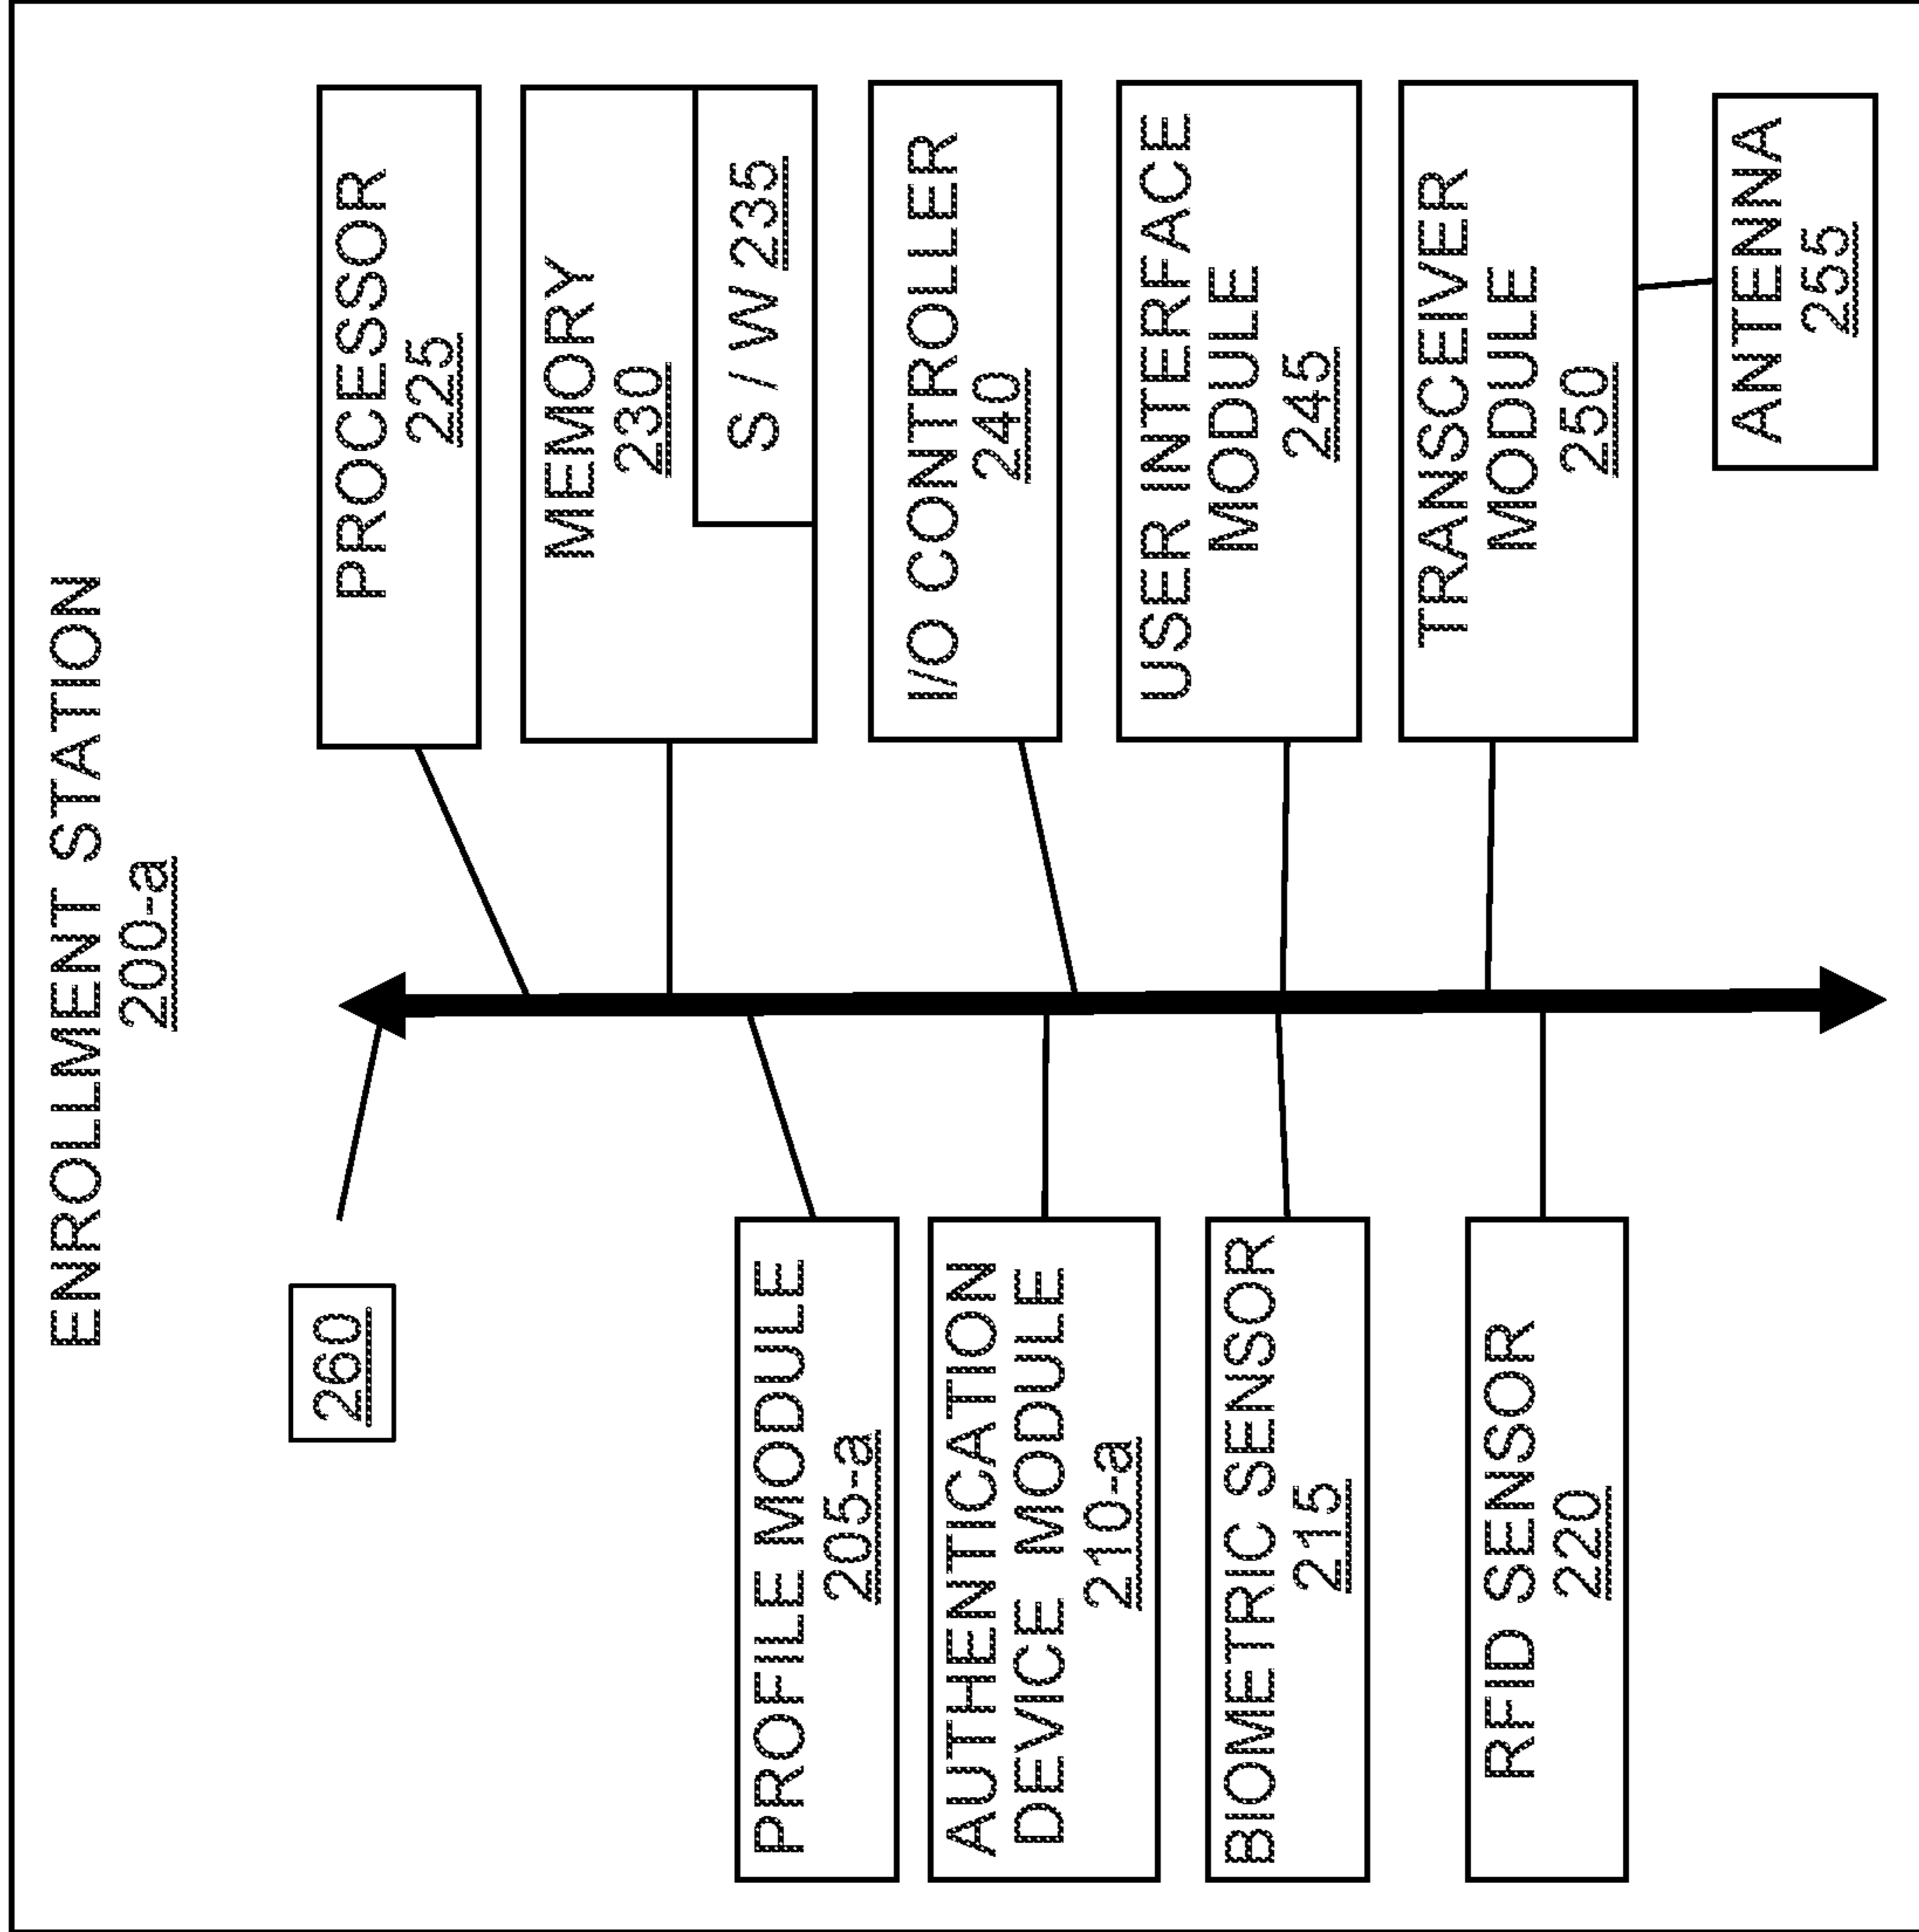 ENROLLMENT STATION
200-a
260
PROFILE MODULE
205-a
AUTHENTICATION
DEVICE MODULE
210-a
BIOMETRIC SENSOR
215
RFID SENSOR
220
PROCESSOR
225
MEMORY
230
S / W 235
I/O CONTROLLER
240
USER INTERFACE
MODULE
245
TRANSCEIVER
MODULE
250
ANTENNA
255